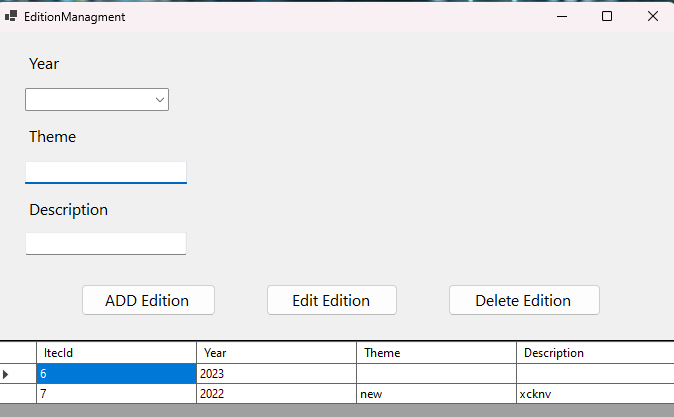 EditionManagment
Year
Theme
Description
ADD Edition Edit Edition Delete Edition
ItecId Year Theme Description
6 2023
7 2022 new xcknv